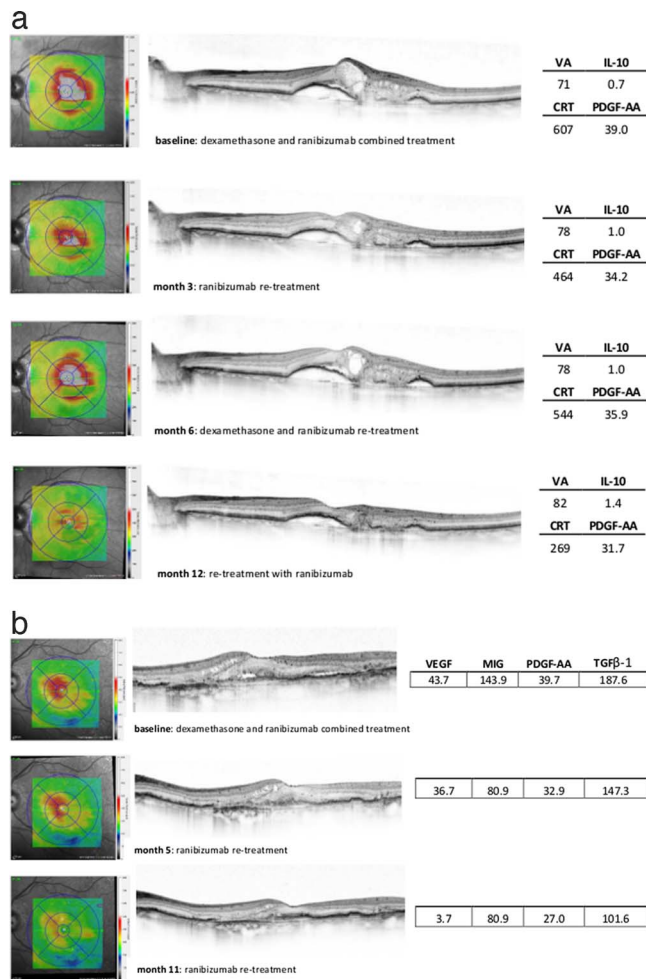 a
VA IL-10
71 0.7
CRT PDGF-AA
607 39.0
baseline: dexamethasone and ranibizumab combined treatment
VA IL-10
78 1.0
CRT PDGF-AA
464 34.2
month 3: ranibizumab re-treatment
VA IL-10
78 1.0
CRT PDGF-AA
544 35.9
month 6: dexamethasone and ranibizumab re-treatment
VA IL-10
82 1.4
CRT PDGF-AA
269 31.7
month 12: re-treatment with ranibizumab
b
VEGF MIG PDGF-AA TGFβ-1
43.7 143.9 39.7 187.6
baseline: dexamethasone and ranibizumab combined treatment
36.7 80.9 32.9 147.3
month 5: ranibizumab re-treatment
3.7 80.9 27.0 101.6
month 11: ranibizumab re-treatment